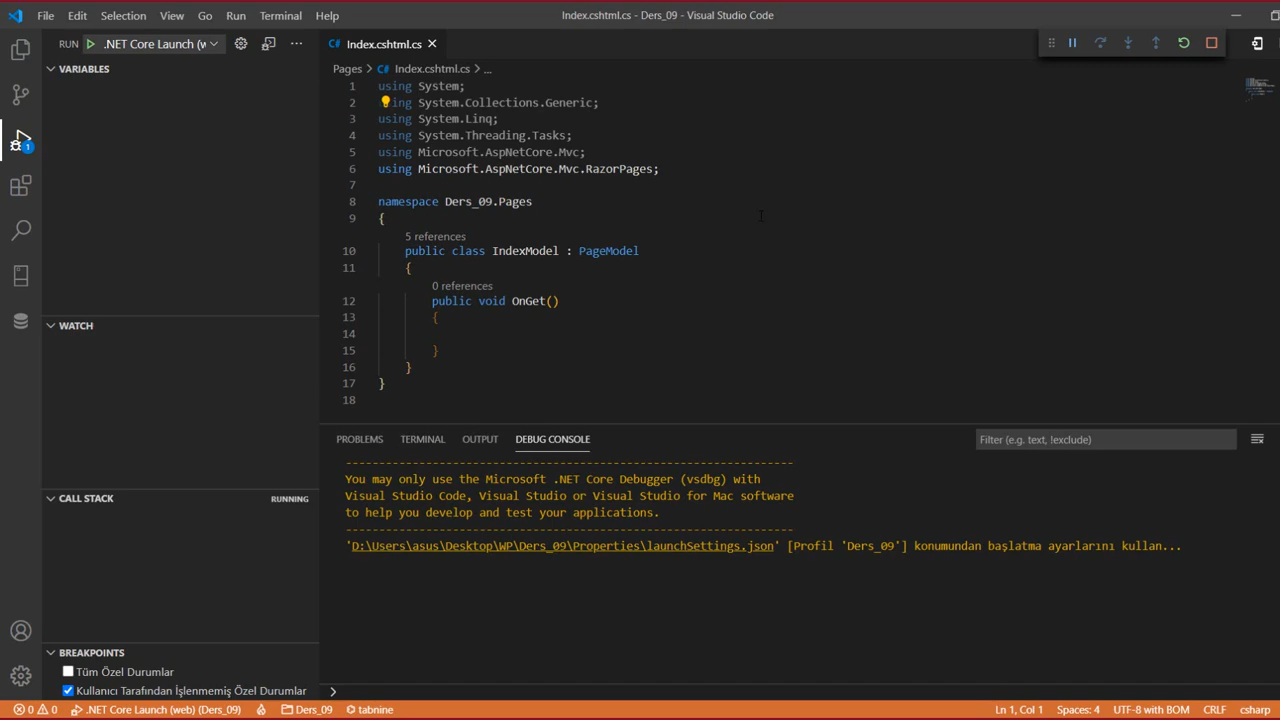 File Edit Selection View Go Run Terminal Help
Index.cshtml.cs - Ders_09 - Visual Studio Code
RUN .NET Core Launch (w
VARIABLES
WATCH
CALL STACK RUNNING
BREAKPOINTS
Tüm Özel Durumlar
Kullanıcı Tarafından İşlenmemiş Özel Durumlar
1
Index.cshtml.cs
Pages > Index.cshtml.cs > ...
1 using System;
2 ing System.Collections.Generic;
3 using System.Linq;
4 using System.Threading.Tasks;
5 using Microsoft.AspNetCore.Mvc;
6 using Microsoft.AspNetCore.Mvc.RazorPages;
7
8 namespace Ders_09.Pages
9 {
5 references
10 public class IndexModel : PageModel
11 {
0 references
12 public void OnGet()
13 {
14
15 }
16 }
17 }
18
PROBLEMS TERMINAL OUTPUT DEBUG CONSOLE
Filter (e.g. text, !exclude)
-------------------------------------------------------------------
You may only use the Microsoft .NET Core Debugger (vsdbg) with
Visual Studio Code, Visual Studio or Visual Studio for Mac software
to help you develop and test your applications.
-------------------------------------------------------------------
'D:\Users\asus\Desktop\WP\Ders_09\Properties\launchSettings.json' [Profil 'Ders_09'] konumundan başlatma ayarlarını kullan...
0 0 .NET Core Launch (web) (Ders_09) Ders_09 tabnine
Ln 1, Col 1 Spaces: 4 UTF-8 with BOM CRLF csharp